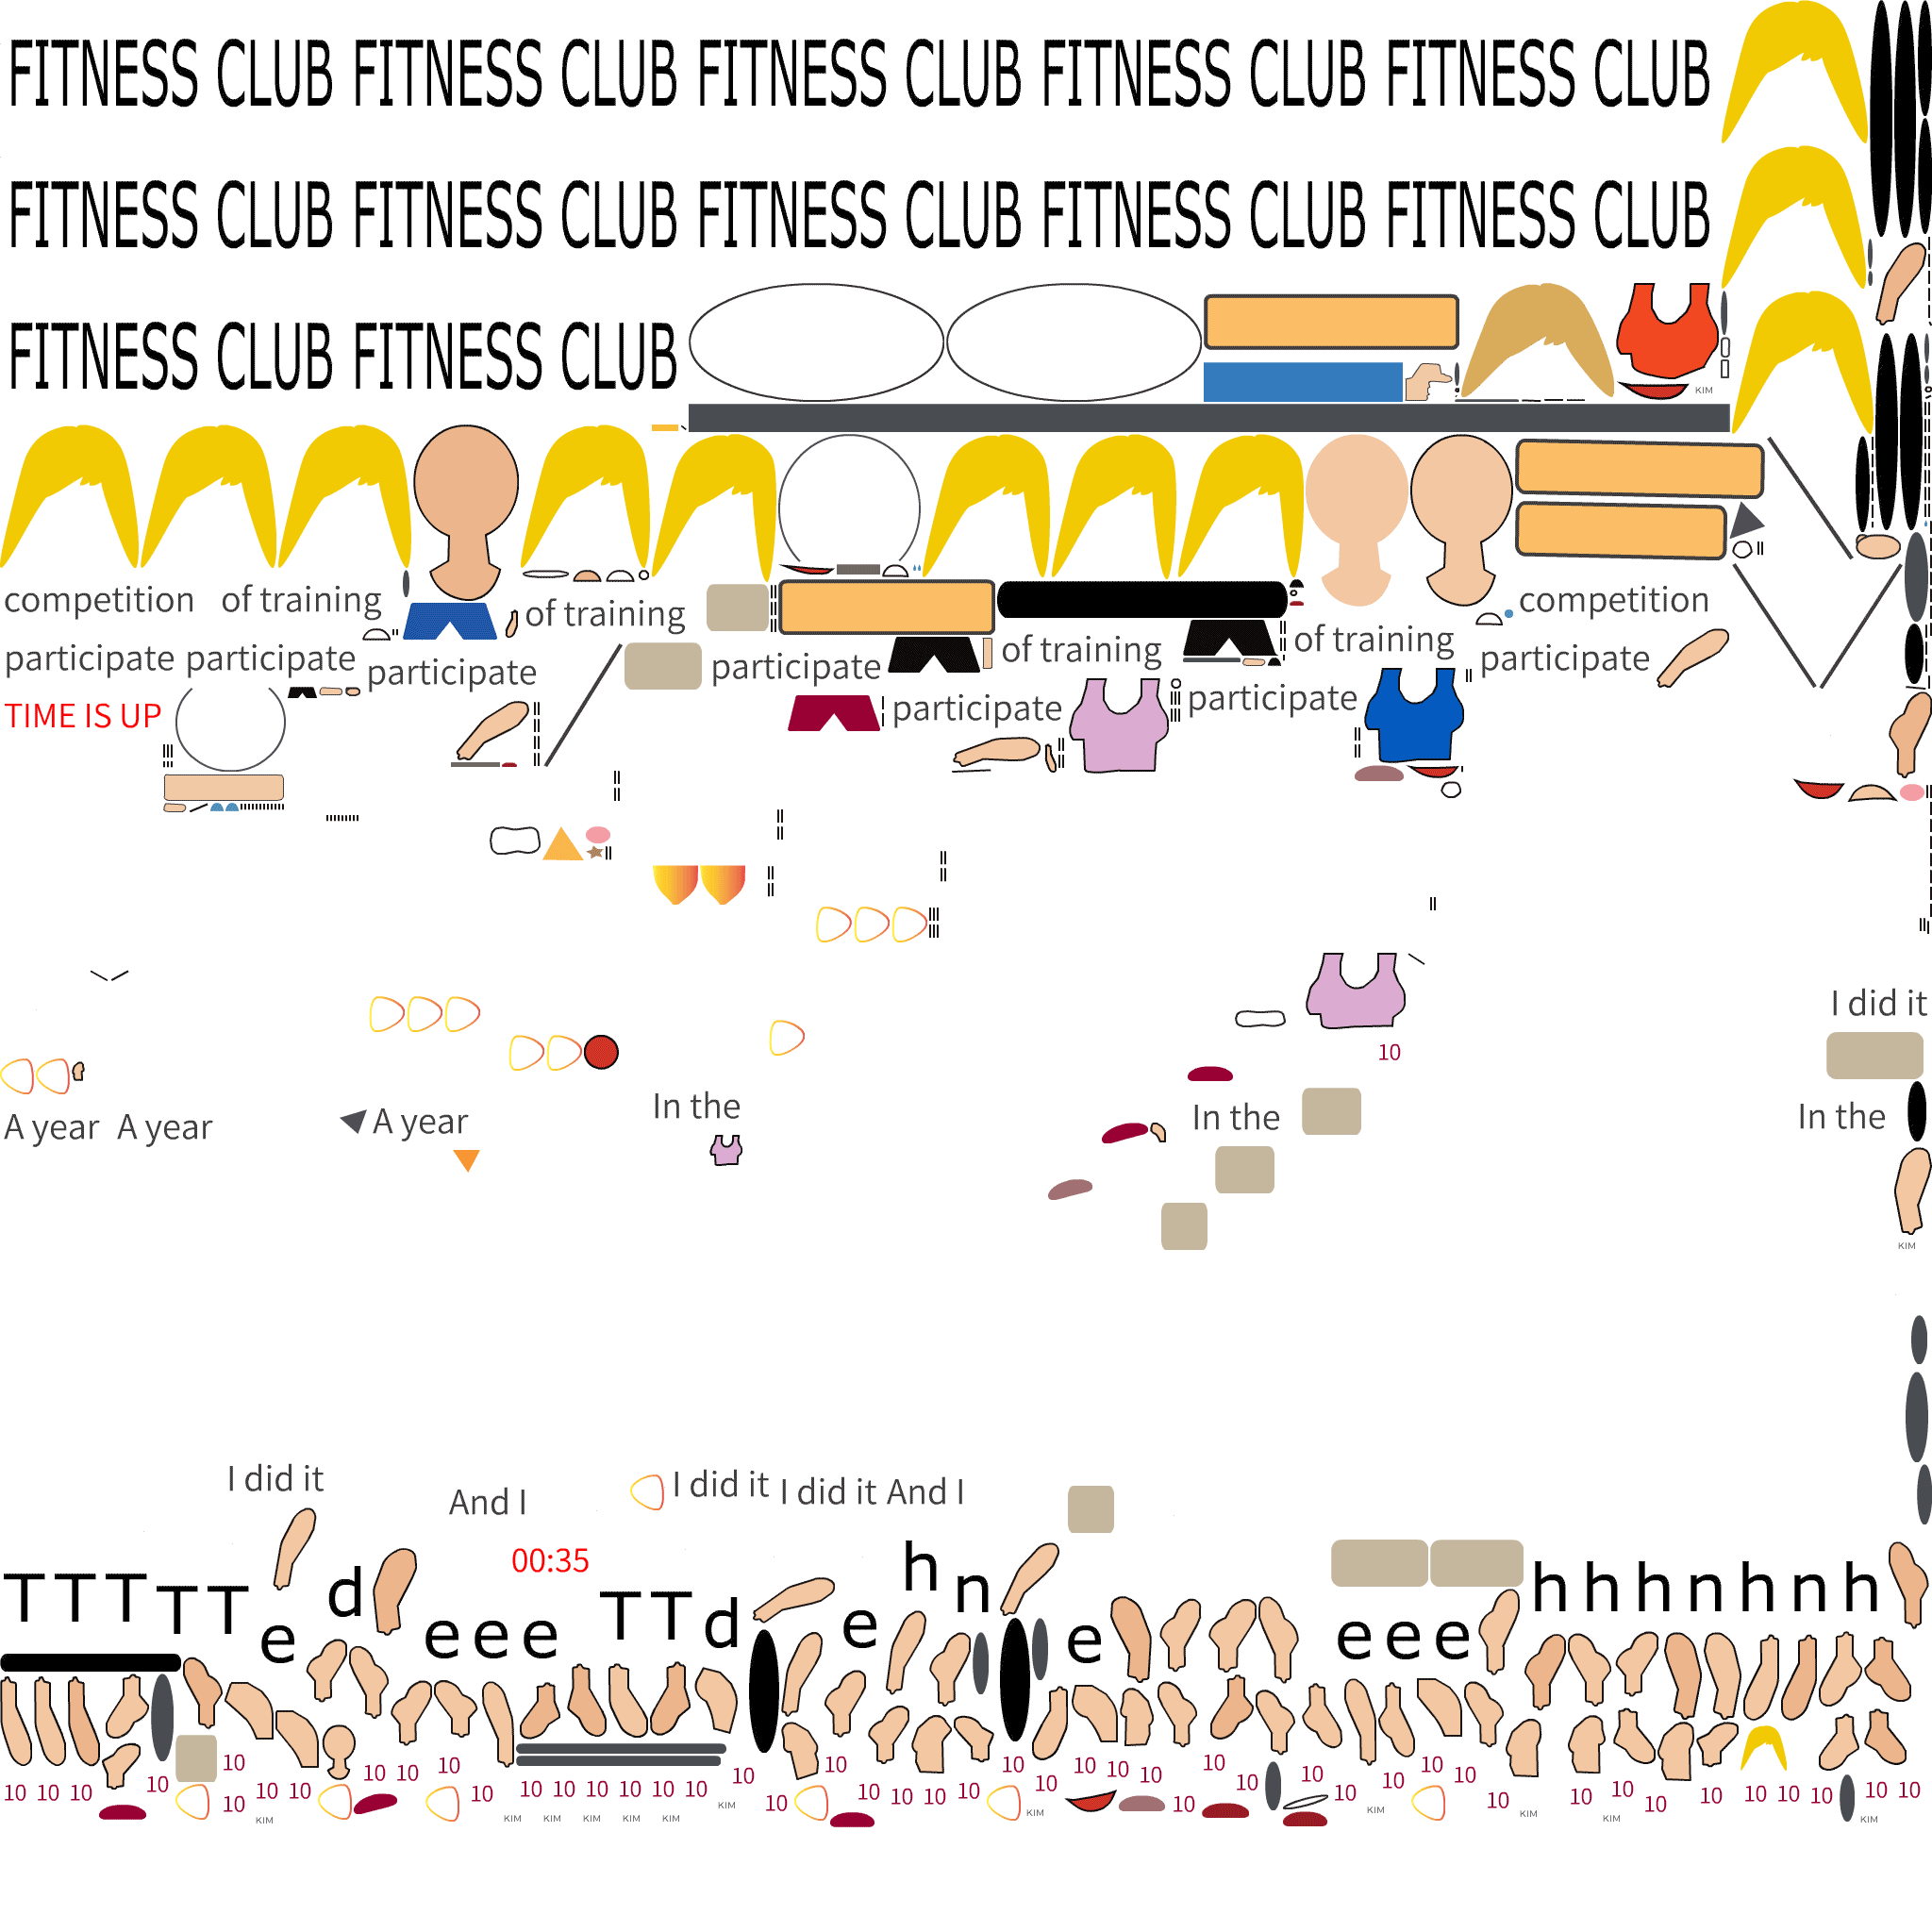 FITNESS CLUB FITNESS CLUB FITNESS CLUB FITNESS CLUB FITNESS CLUB
FITNESS CLUB FITNESS CLUB FITNESS CLUB FITNESS CLUB FITNESS CLUB
FITNESS CLUB FITNESS CLUB
KIM
competition of training of training competition
of training of training
participate participate participate participate participate
TIME IS UP participate participate
I did it
10
A year A year A year In the In the In the
KIM
I did it I did it I did it And I
And I
00:35
h n h h h n h n h
T T T T T d T T d e
e e e e e e e e
10 10 10 10 10 10 10 10 10
10 10 10 10 10 10 10 10 10 10 10 10 10
10 10 10 10 10 10 10 10 10 10 10 10 10 10 10 10 10 10 10 10 10 10 10 10 10
KIM KIM KIM KIM KIM KIM KIM KIM KIM KIM KIM KIM